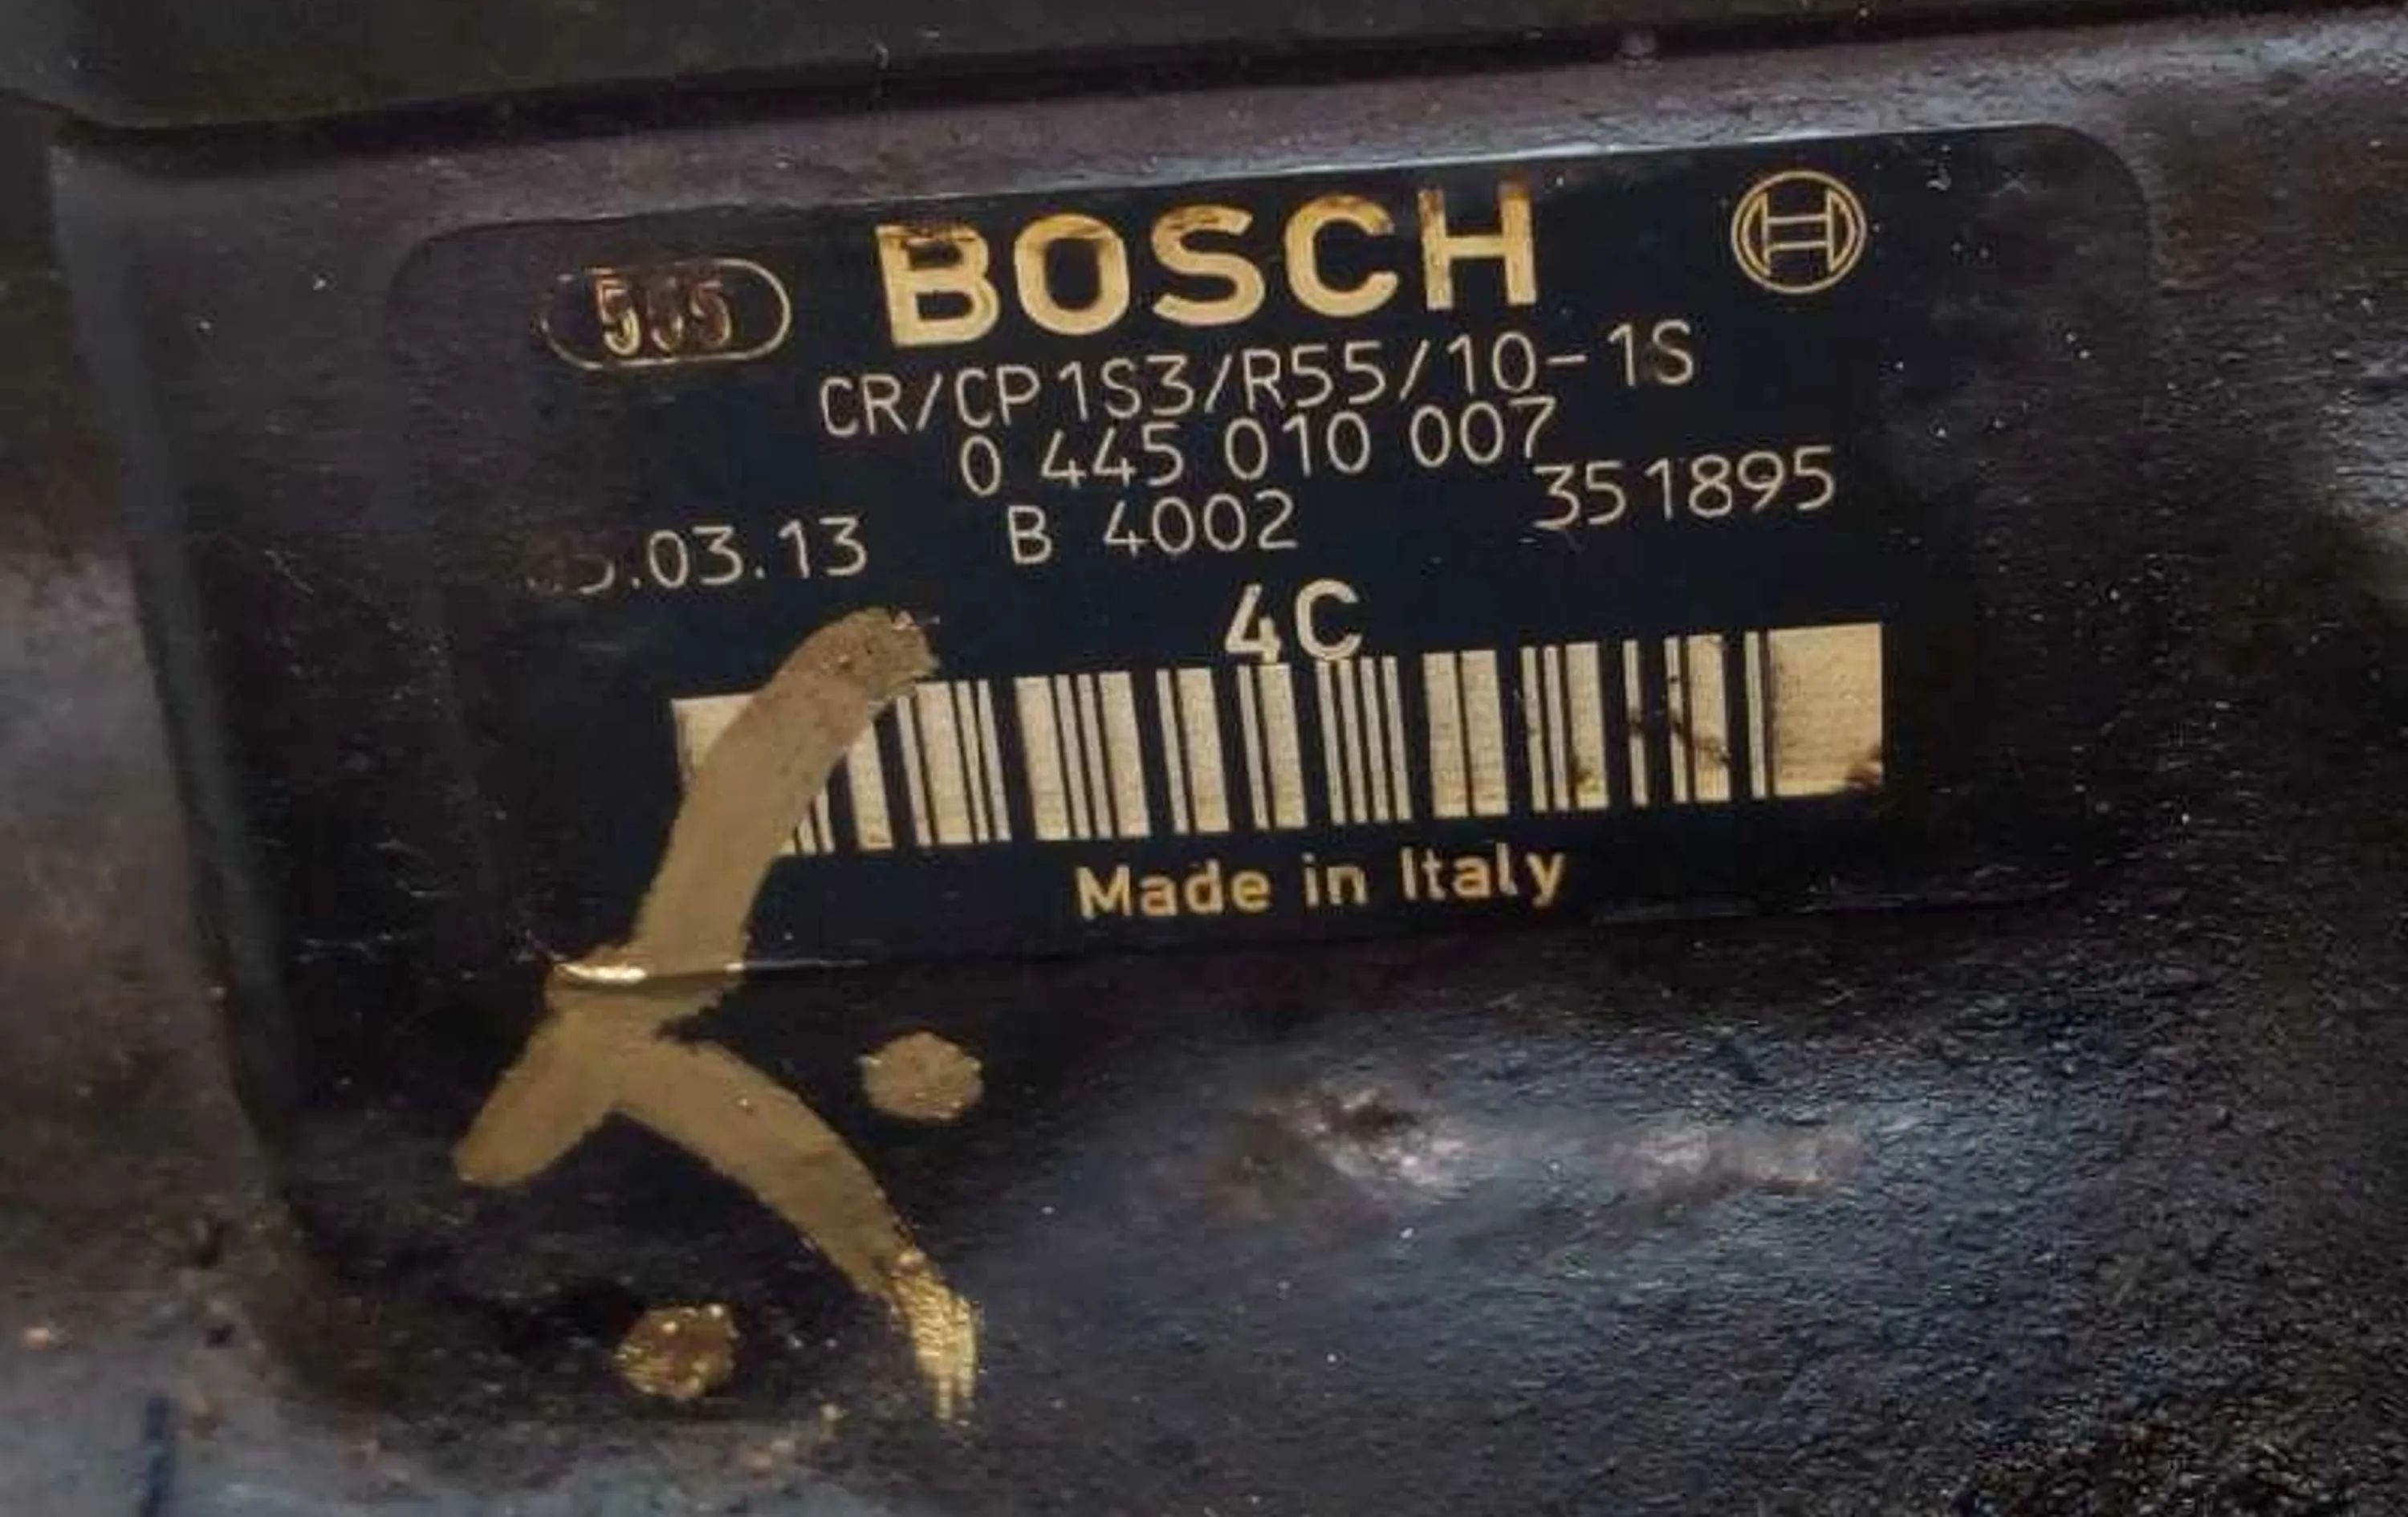 BOSCH
CR/CP1S3/R55/10-1S
0 445 010 007
.03.13 B 4002 351895
4C
Made in Italy